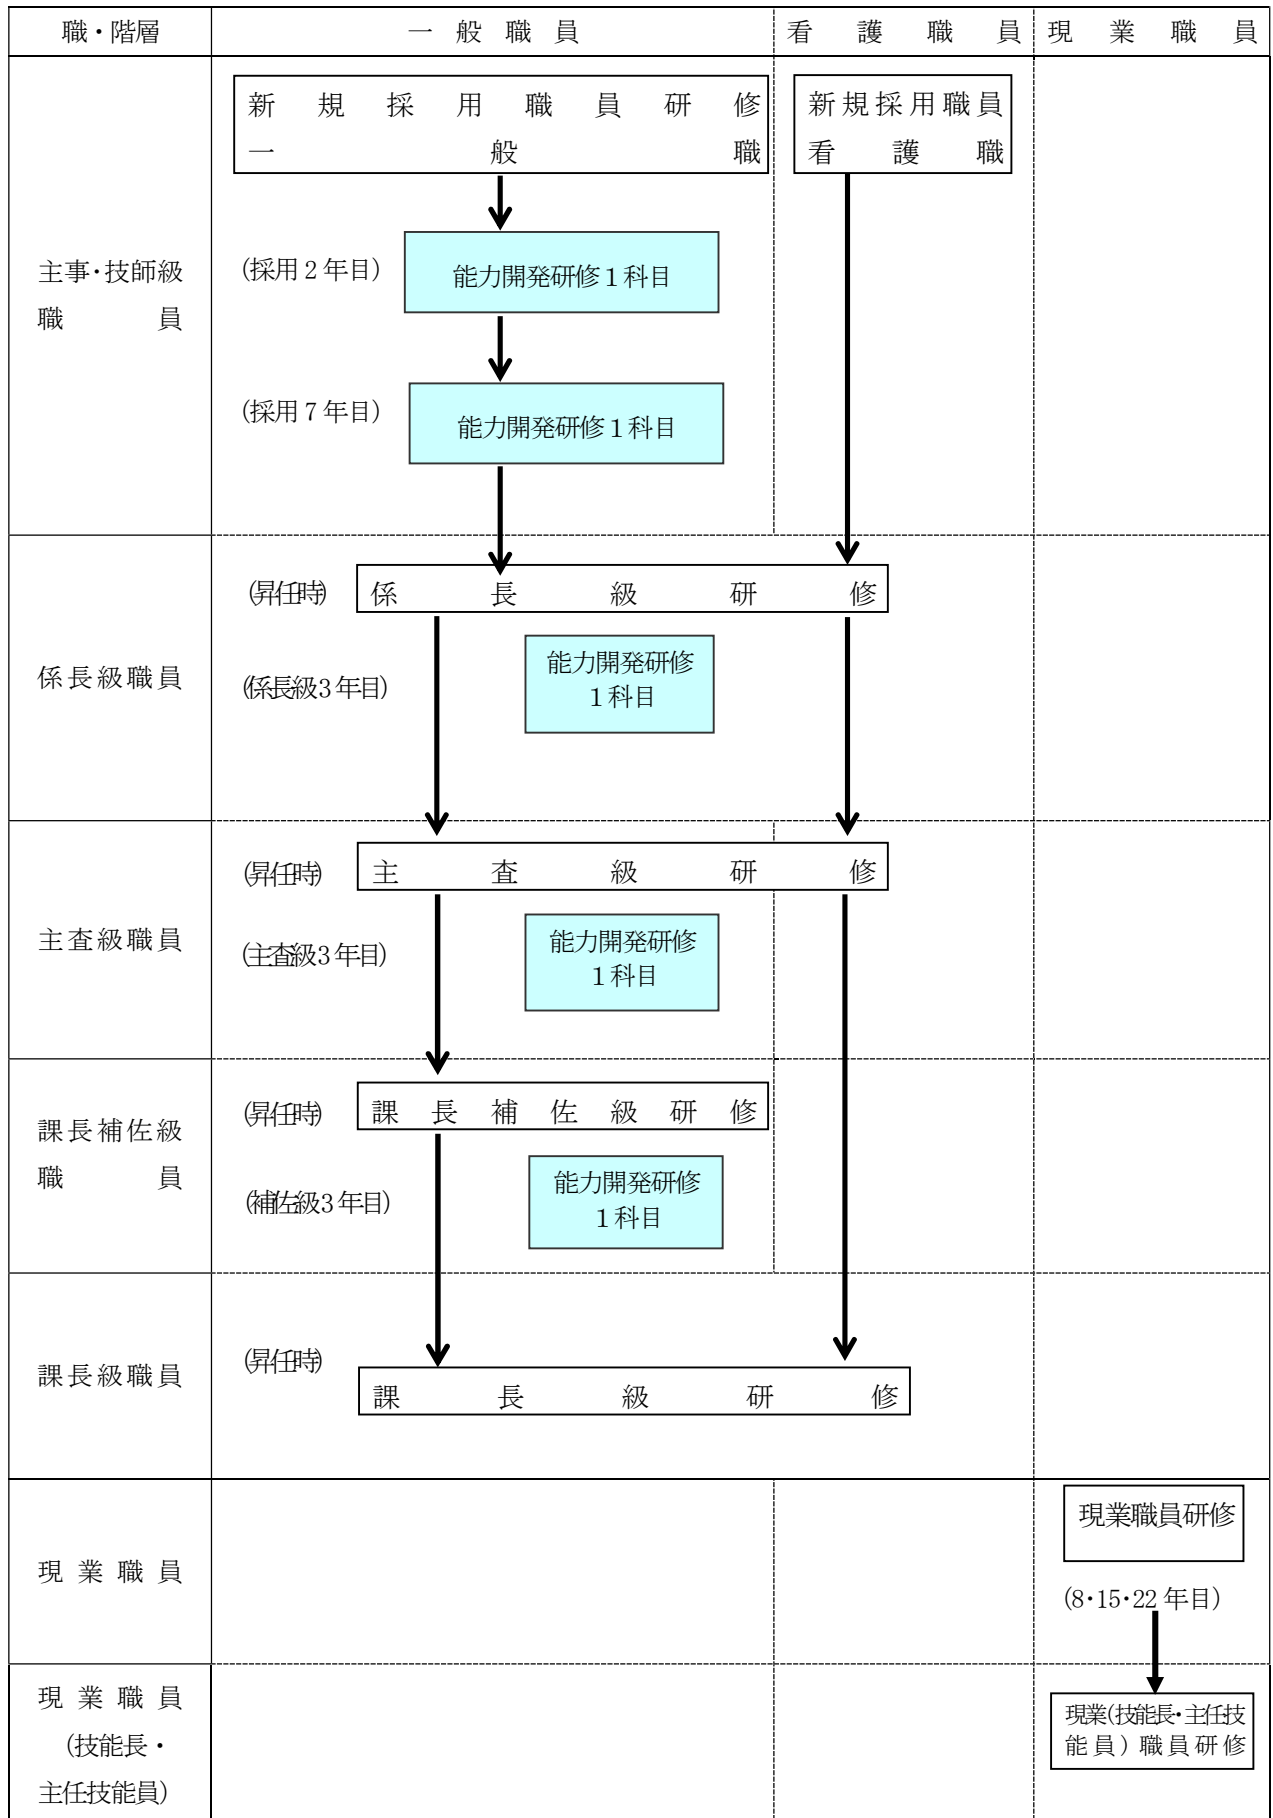 職・階層
一般職員
看護職員
現業職員
新規採用職員研修
一般職
新規採用職員
看護職
主事・技師級
職員
(採用2年目)
能力開発研修1科目
(採用7年目)
能力開発研修1科目
係長級職員
(昇任時)
係長級研修
(係長級3年目)
能力開発研修
1科目
主査級職員
(昇任時)
主査級研修
(主査級3年目)
能力開発研修
1科目
課長補佐級
職員
(昇任時)
課長補佐級研修
(補佐級3年目)
能力開発研修
1科目
課長級職員
(昇任時)
課長級研修
現業職員
現業職員研修
(8・15・22年目)
現業職員
(技能長・
主任技能員)
現業(技能長・主任技
能員)職員研修